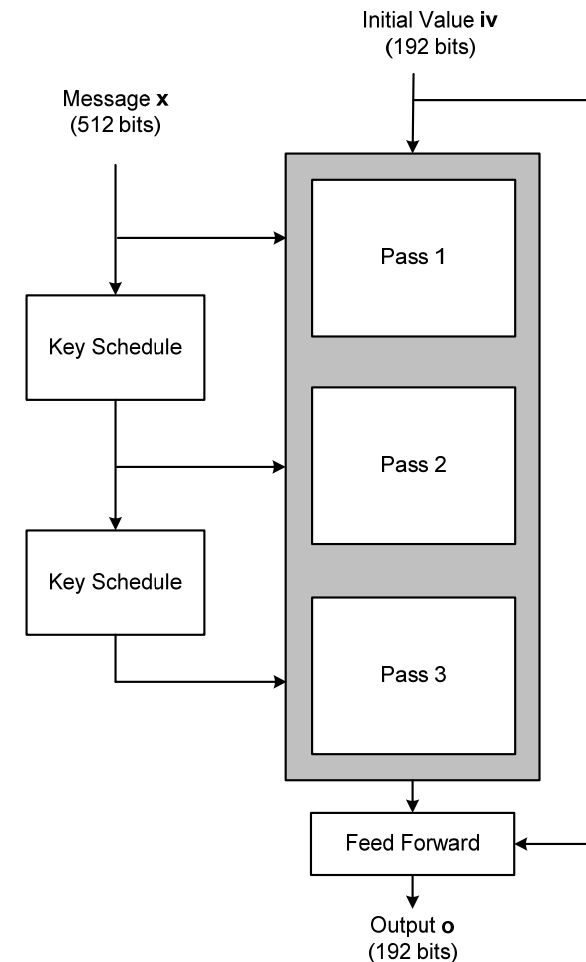 Initial Value iv
(192 bits)
Message x
(512 bits)
Pass 1
Key Schedule
Pass 2
Key Schedule
Pass 3
Feed Forward
Output o
(192 bits)